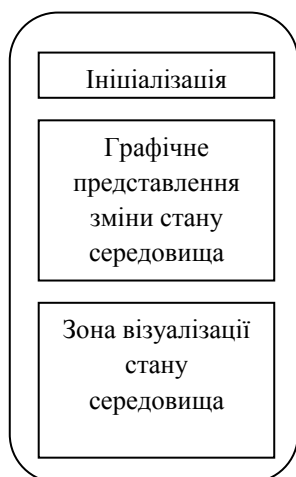 Ініціалізація
Графічне
представлення
зміни стану
середовища
Зона візуалізації
стану
середовища